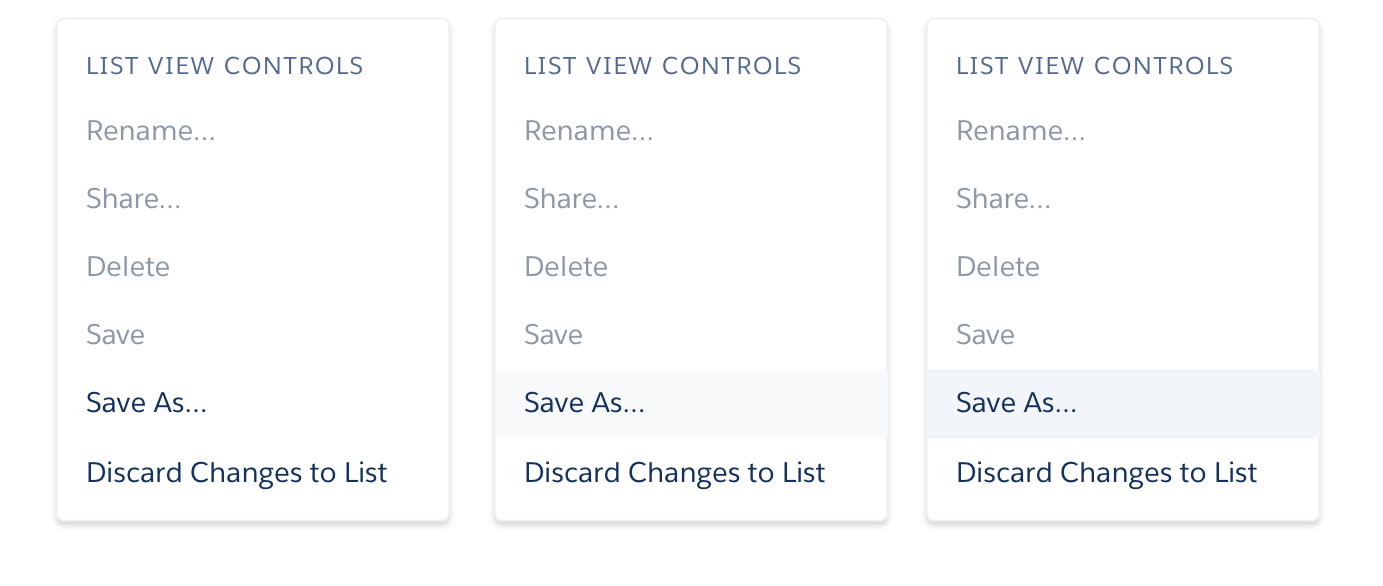 LIST VIEW CONTROLS
Rename...
Share...
Delete
Save
Save As...
Discard Changes to List
LIST VIEW CONTROLS
Rename...
Share...
Delete
Save
Save As...
Discard Changes to List
LIST VIEW CONTROLS
Rename...
Share...
Delete
Save
Save As...
Discard Changes to List